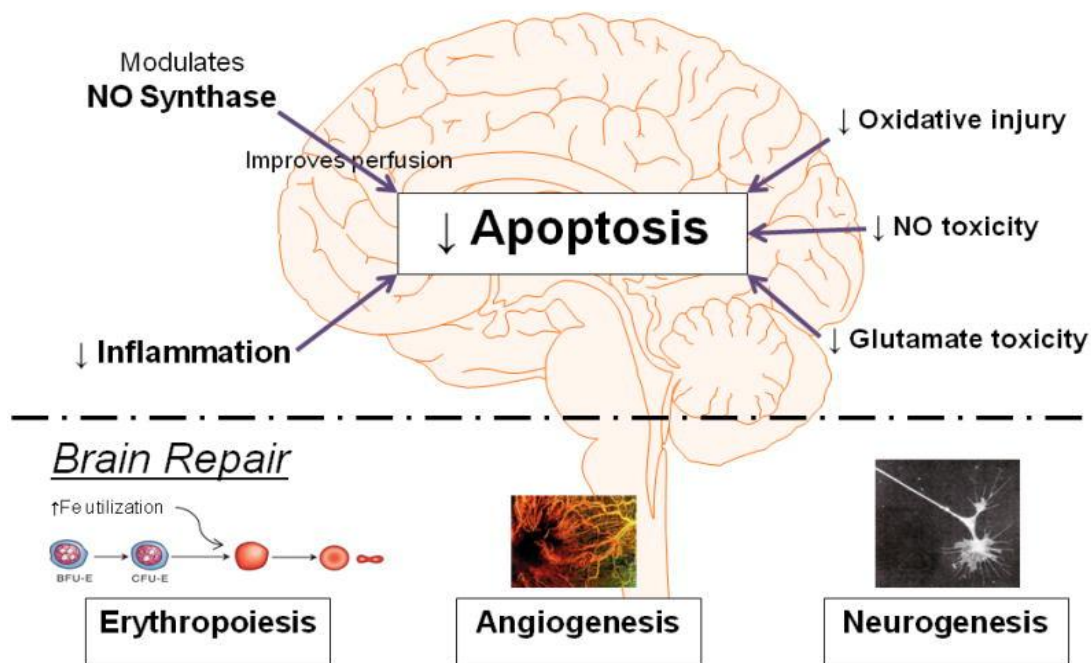 Modulates
NO Synthase
Improves perfusion
↓ Oxidative injury
↓ Apoptosis
↓ NO toxicity
↓ Inflammation
↓ Glutamate toxicity
Brain Repair
↑Fe utilization
BFU-E
CFU-E
Erythropoiesis
Angiogenesis
Neurogenesis